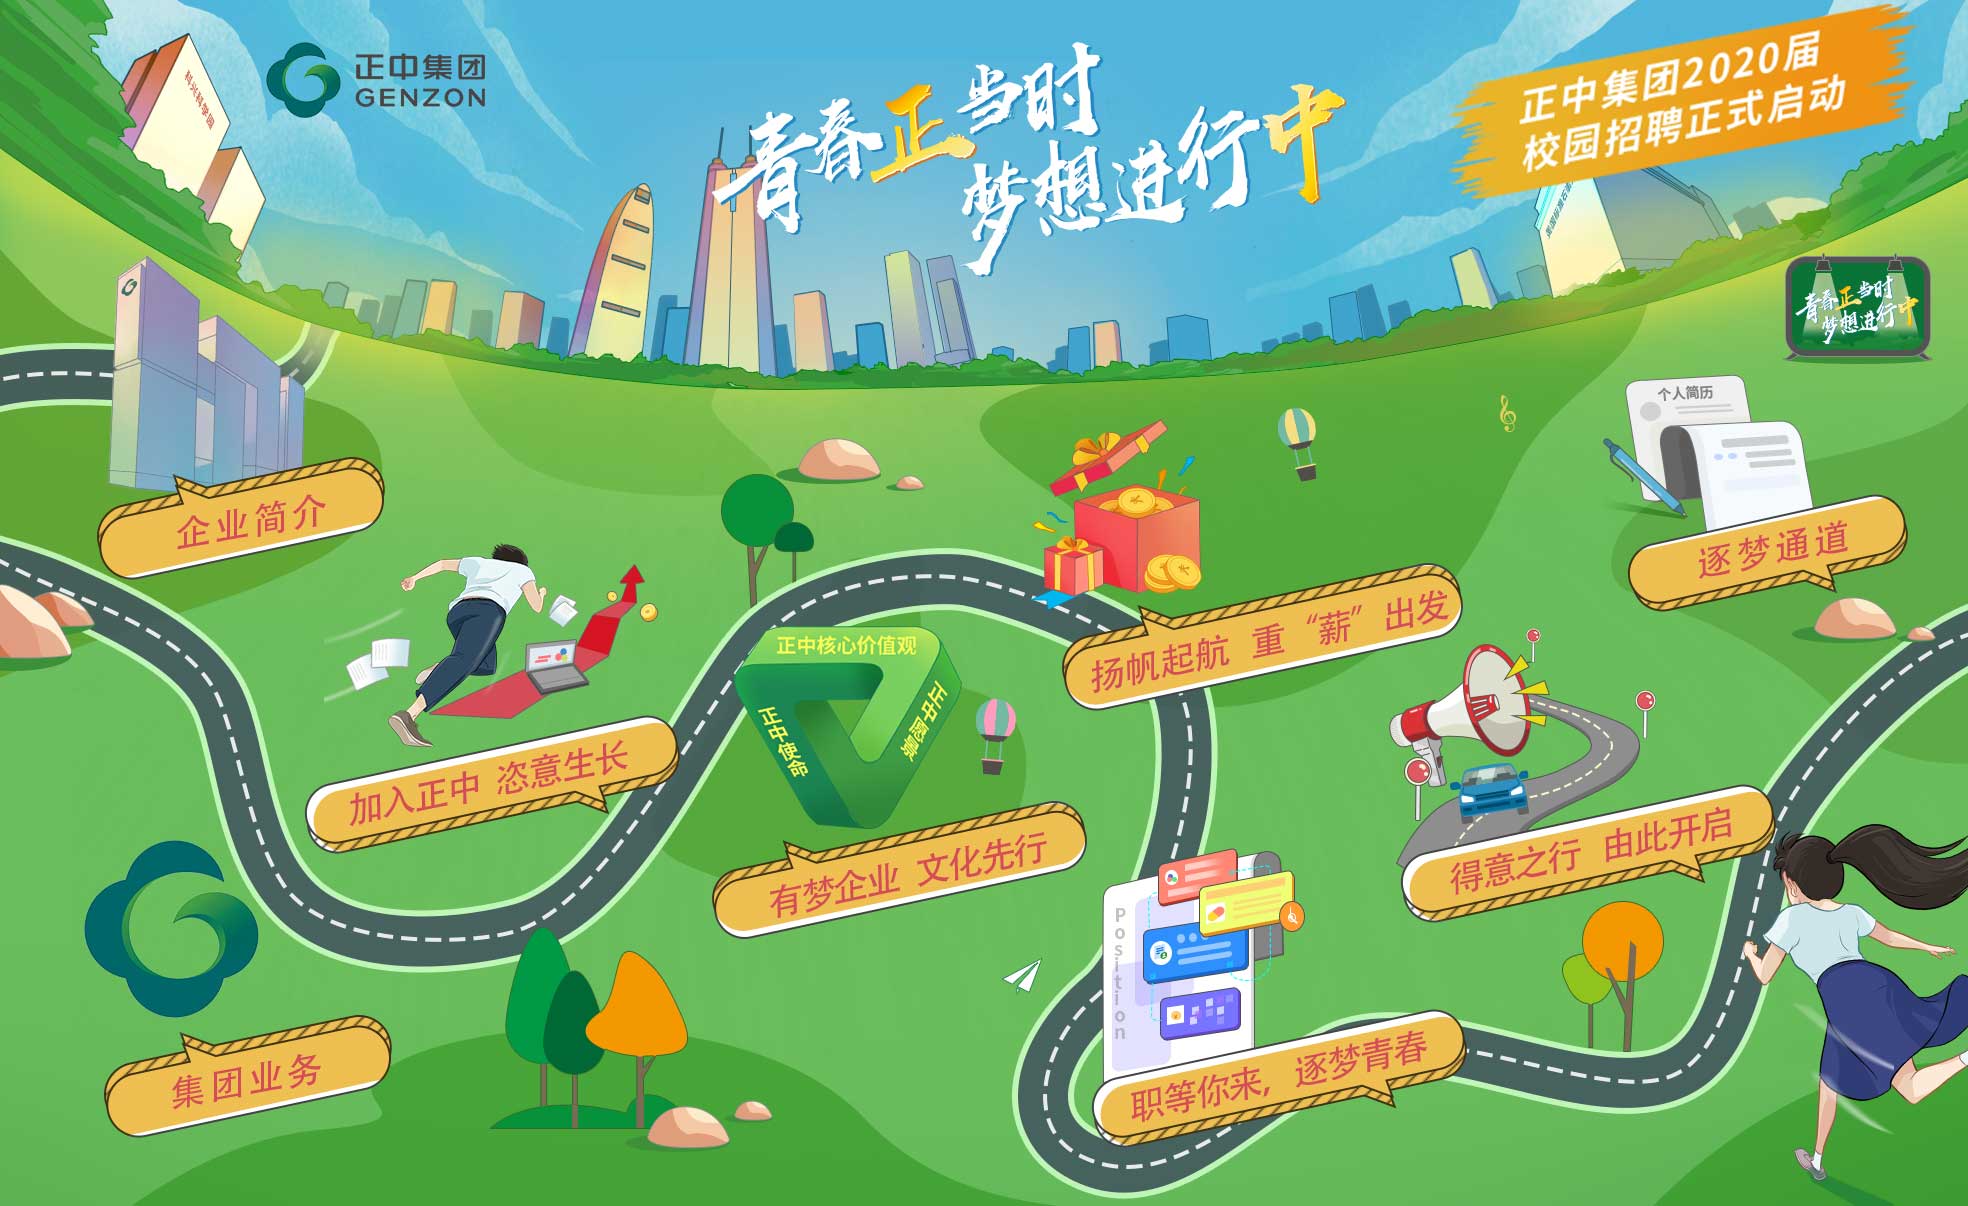 正中集团
GENZON
青春正当时
梦想进行中
正中集团2020届
校园招聘正式启动
青春正当时
梦想进行中
个人简历
企业简介
逐梦通道
扬帆起航 重“薪”出发
正中核心价值观
正中使命
正中愿景
加入正中 恣意生长
得意之行 由此开启
有梦企业 文化先行
Position
集团业务
职等你来，逐梦青春